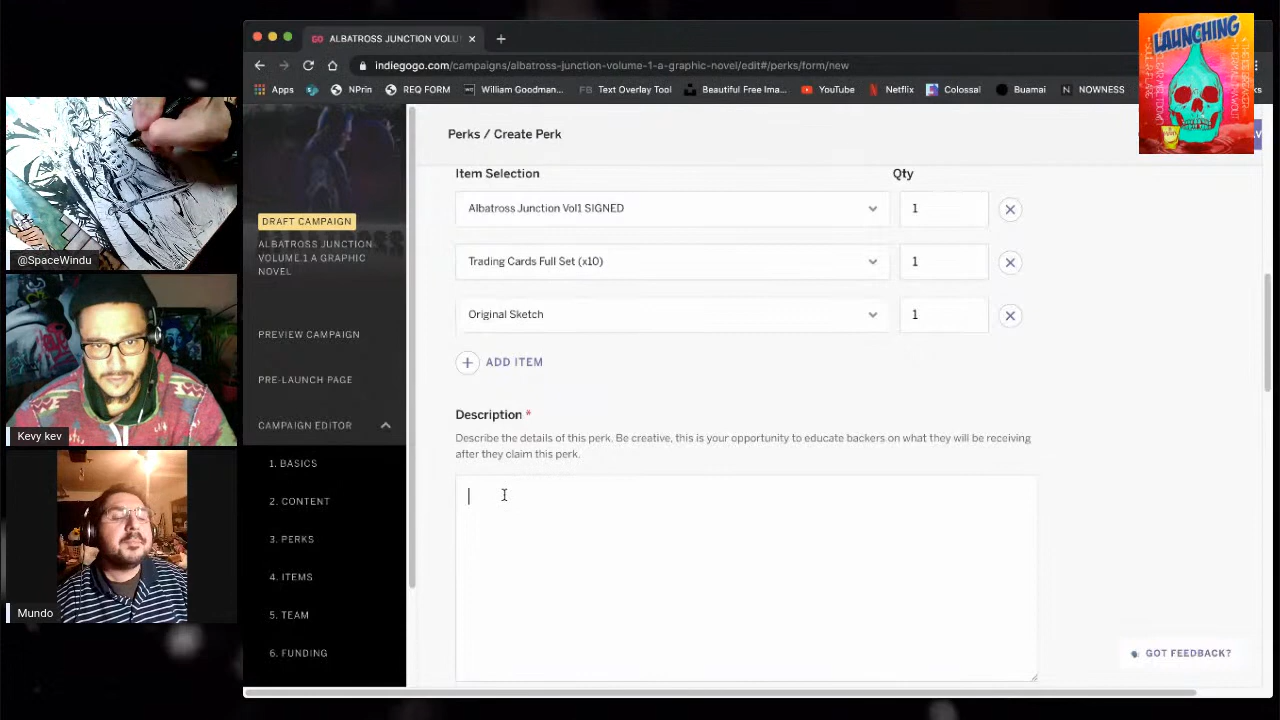 ALBATROSS JUNCTION VOLU
indiegogo.com/campaigns/albatross-junction-volume-1-a-graphic-novel/edit#/perks/form/new
Apps
NPrin
REQ FORM
William Goodman...
FB Text Overlay Tool
Beautiful Free Ima...
YouTube
Netflix
Colossal
Buamai
N NOWNESS
LAUNCHING
@SpaceWindu
Kevy kev
Mundo
DRAFT CAMPAIGN
ALBATROSS JUNCTION
VOLUME 1 A GRAPHIC
NOVEL
PREVIEW CAMPAIGN
PRE-LAUNCH PAGE
CAMPAIGN EDITOR
1. BASICS
2. CONTENT
3. PERKS
4. ITEMS
5. TEAM
6. FUNDING
Perks / Create Perk
Item Selection Qty
Albatross Junction Vol1 SIGNED 1
Trading Cards Full Set (x10) 1
Original Sketch 1
+ ADD ITEM
Description *
Describe the details of this perk. Be creative, this is your opportunity to educate backers on what they will be receiving
after they claim this perk.
GOT FEEDBACK?